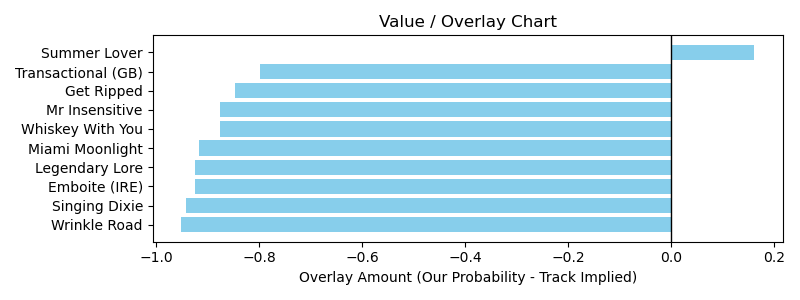 Value / Overlay Chart
Summer Lover
Transactional (GB)
Get Ripped
Mr Insensitive
Whiskey With You
Miami Moonlight
Legendary Lore
Emboite (IRE)
Singing Dixie
Wrinkle Road
−1.0 −0.8 −0.6 −0.4 −0.2 0.0 0.2
Overlay Amount (Our Probability - Track Implied)